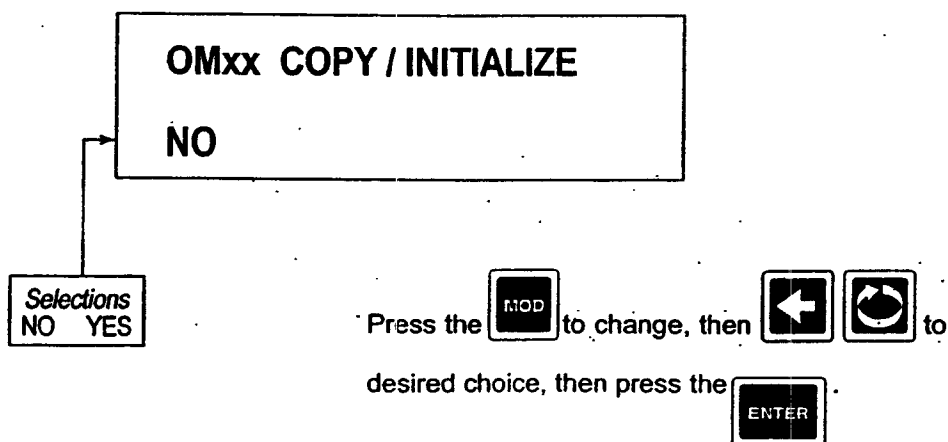 OMxx COPY / INITIALIZE
NO
Selections
NO YES
Press the MOD to change, then to
desired choice, then press the ENTER.